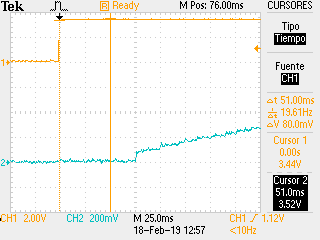 Tek
R Ready
M Pos: 76.00ms
CURSORES
Tipo
Tiempo
Fuente
CH1
Δt 51.00ms
19.61Hz
ΔV 80.0mV
Cursor 1
0.00s
3.44V
Cursor 2
51.0ms
3.52V
1
2
CH1 2.00V
CH2 200mV
M 25.0ms
CH1 1.12V
18-Feb-19 12:57
<10Hz